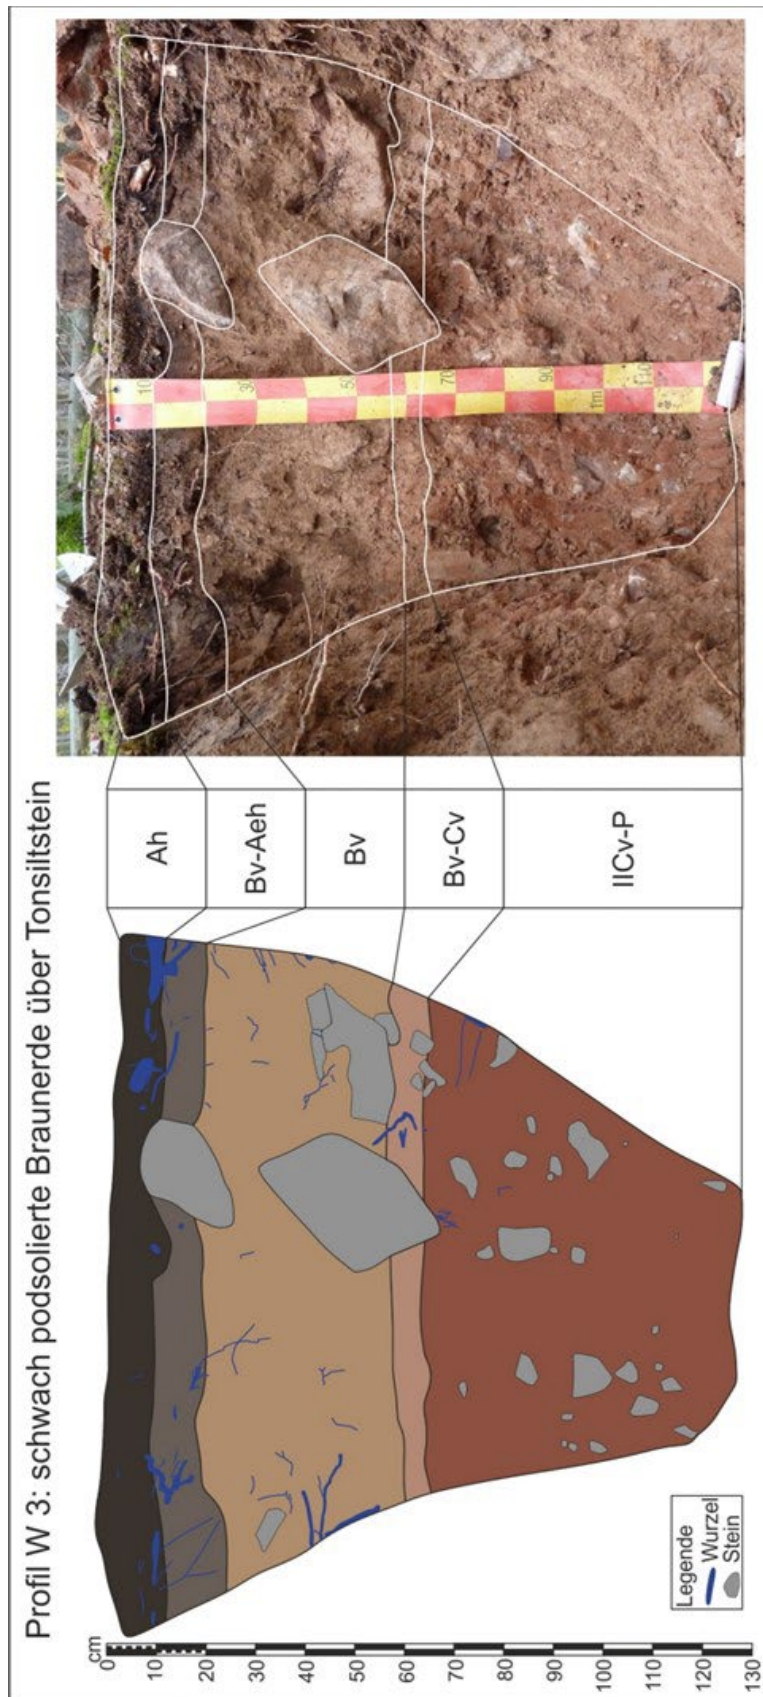 Profil W 3: schwach podsolierte Braunerde über Tonsiltstein
cm
0
10
20
30
40
50
60
70
80
90
100
110
120
130
Ah
Bv-Aeh
Bv
Bv-Cv
IICv-P
10
30
50
70
90
1m
110
Legende
Wurzel
Stein